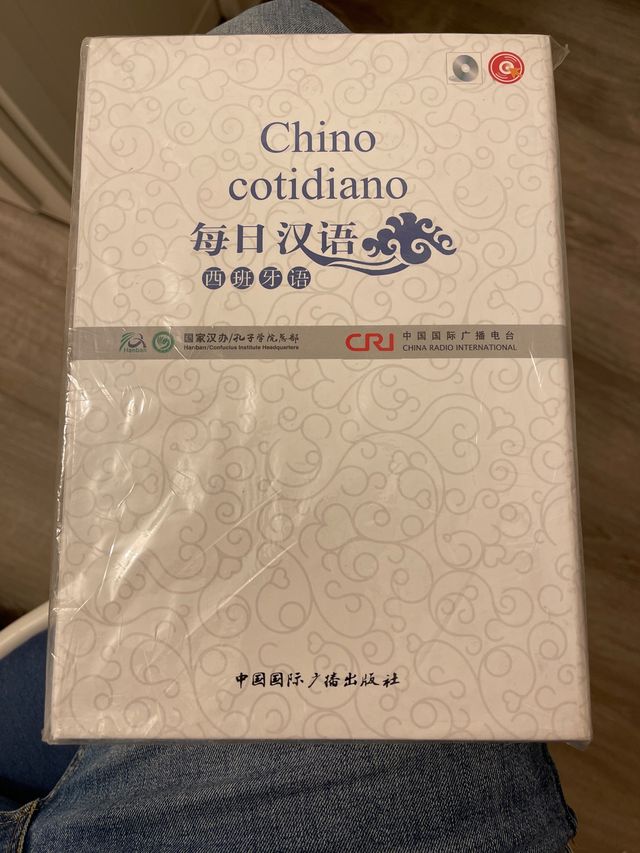 Chino
cotidiano
每日汉语
西班牙语
Hanban
国家汉办/孔子学院总部
Hanban/Confucius Institute Headquarters
CRI
中国国际广播电台
CHINA RADIO INTERNATIONAL
中国国际广播出版社